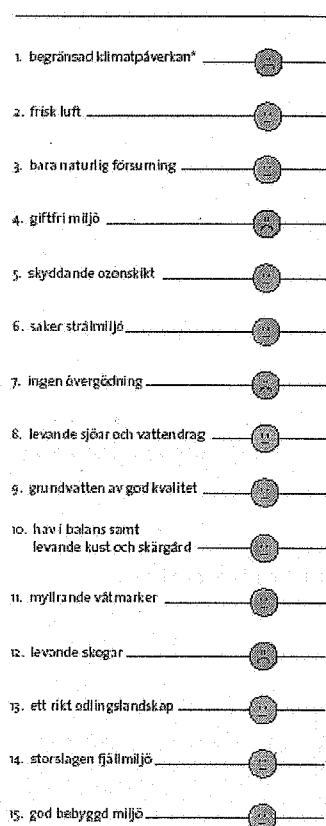 1. begränsad klimatpåverkan*
2. frisk luft
3. bara naturlig försurning
4. giftfri miljö
5. skyddande ozonskikt
6. säker strålmiljö
7. ingen övergödning
8. levande sjöar och vattendrag
9. grundvatten av god kvalitet
10. hav i balans samt
levande kust och skärgård
11. myllrande våtmarker
12. levande skogar
13. ett rikt odlingslandskap
14. storslagen fjällmiljö
15. god bebyggd miljö